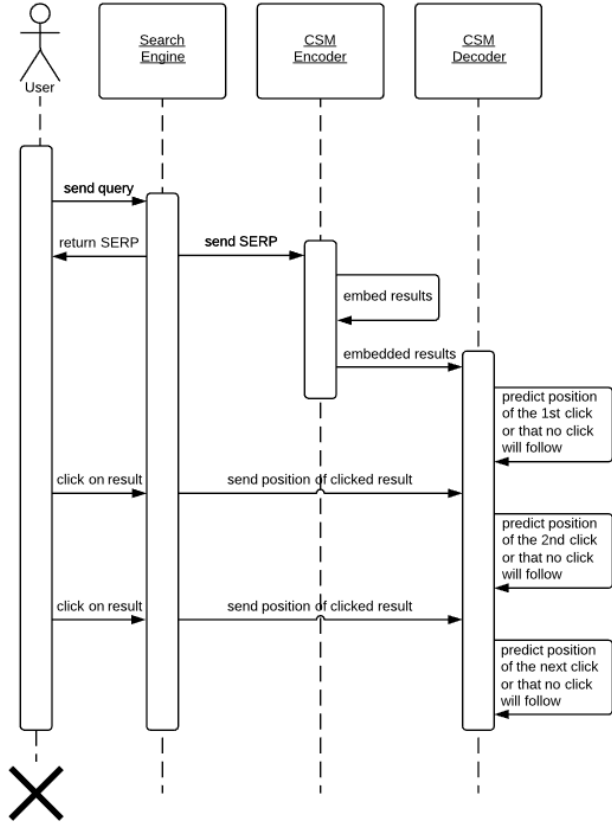 User
Search
Engine
CSM
Encoder
CSM
Decoder
send query
return SERP
send SERP
embed results
embedded results
predict position
of the 1st click
or that no click
will follow
click on result
send position of clicked result
predict position
of the 2nd click
or that no click
will follow
click on result
send position of clicked result
predict position
of the next click
or that no click
will follow